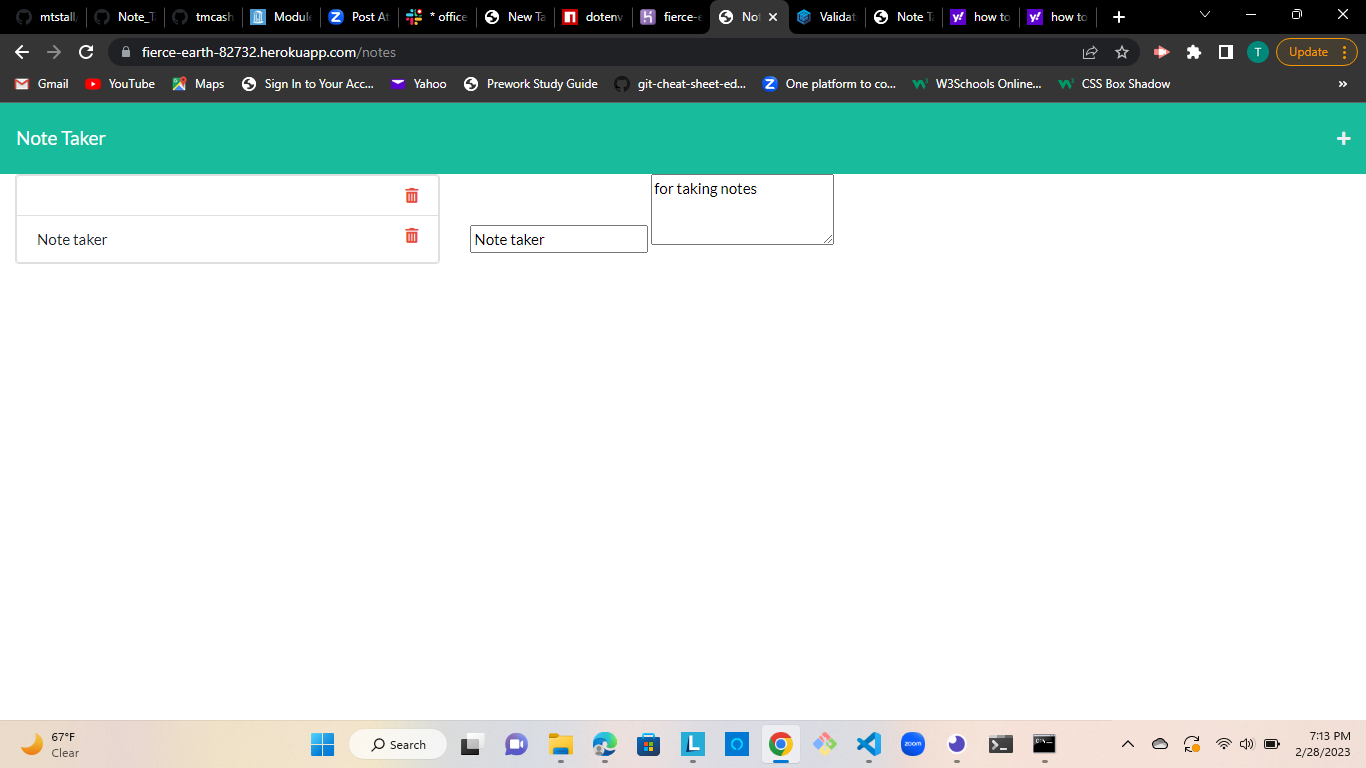 mtstall Note_T tmcash Module Post At * office New Ta dotenv fierce-e Not Validat Note T how to how to
fierce-earth-82732.herokuapp.com/notes
Update
Gmail YouTube Maps Sign In to Your Acc... Yahoo Prework Study Guide git-cheat-sheet-ed... One platform to co... W3Schools Online... CSS Box Shadow »
Note Taker +
for taking notes
Note taker
Note taker
67°F
Clear
Search
zoom
7:13 PM
2/28/2023